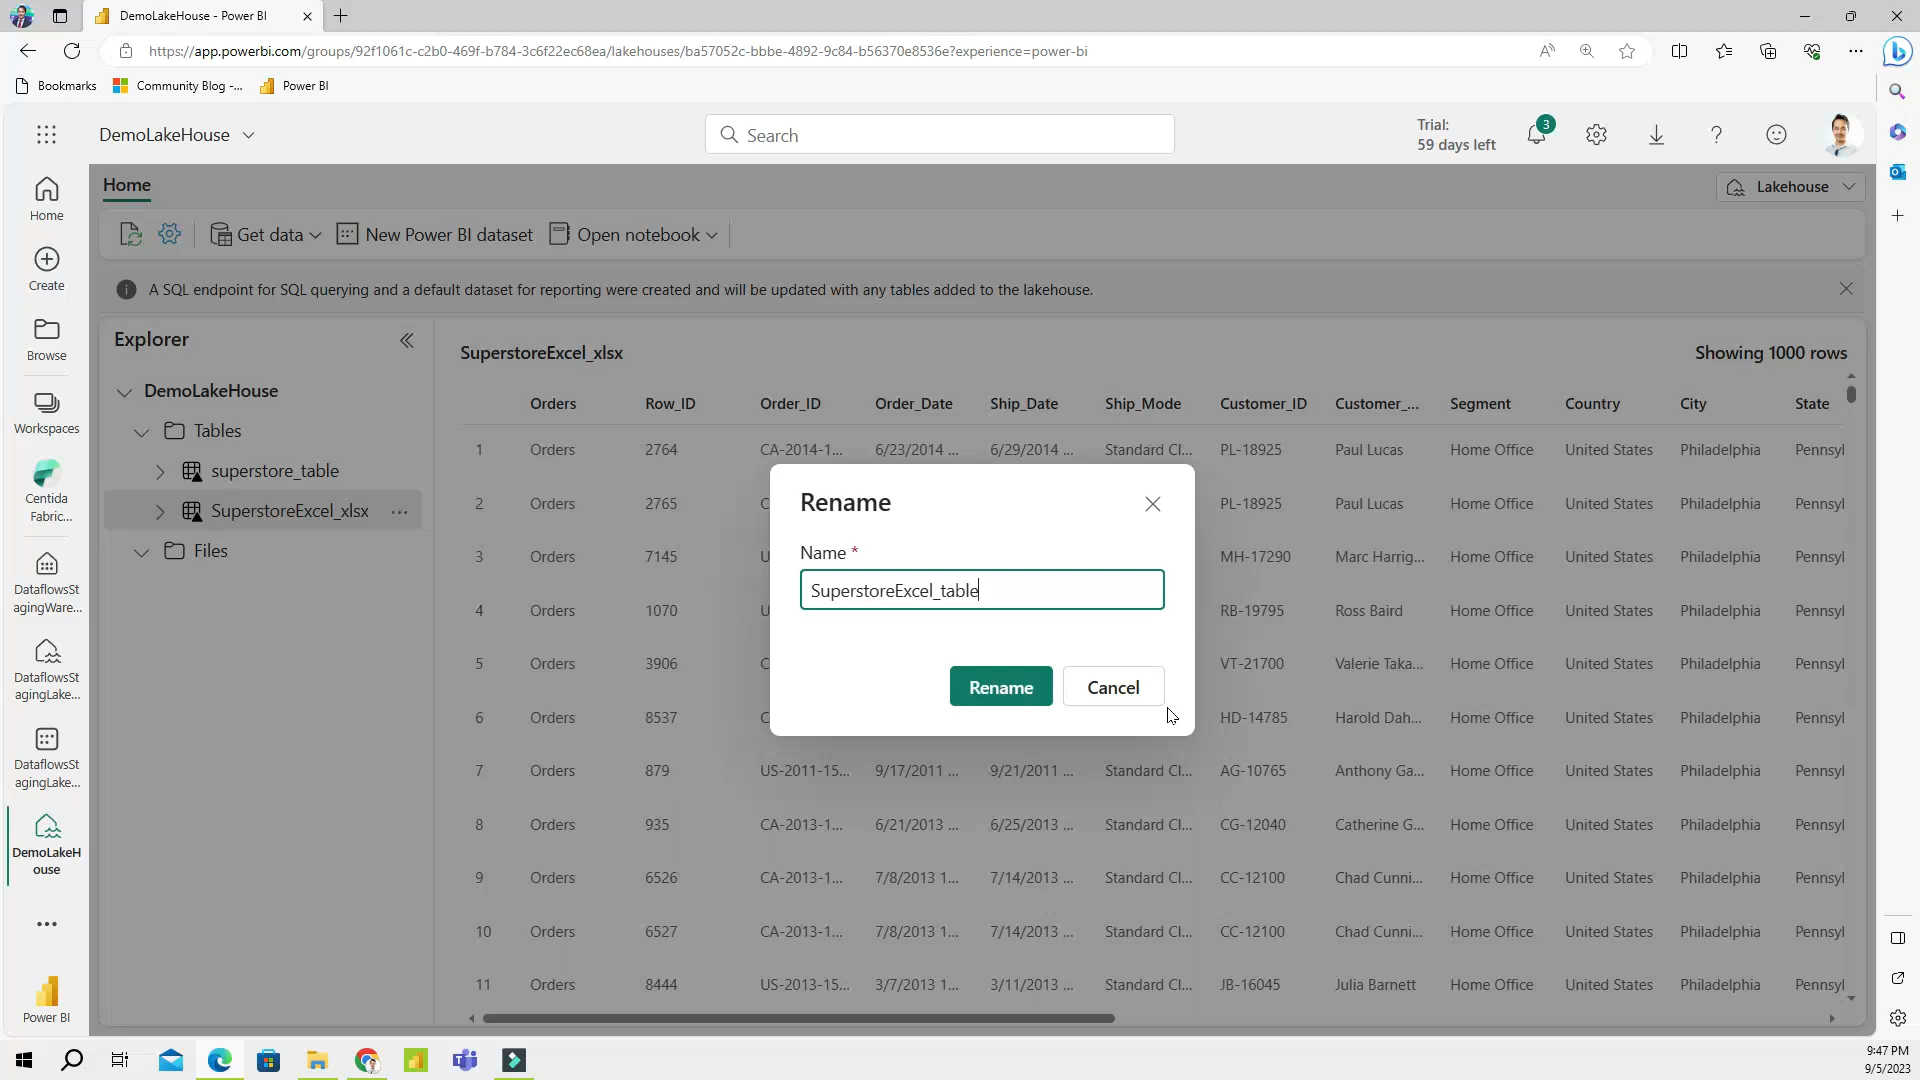 DemoLakeHouse - Power BI
https://app.powerbi.com/groups/92f1061c-c2b0-469f-b784-3c6f22ec68ea/lakehouses/ba57052c-bbbe-4892-9c84-b56370e8536e?experience=power-bi
Bookmarks Community Blog -... Power BI
DemoLakeHouse
Search
Trial:
59 days left
3
Home
Lakehouse
Get data New Power BI dataset Open notebook
A SQL endpoint for SQL querying and a default dataset for reporting were created and will be updated with any tables added to the lakehouse.
Home
Create
Browse
Workspaces
Centida
Fabric...
DataflowsSt
agingWare...
DataflowsSt
agingLake...
DataflowsSt
agingLake...
DemoLakeH
ouse
Power BI
Explorer
DemoLakeHouse
Tables
superstore_table
SuperstoreExcel_xlsx ...
Files
SuperstoreExcel_xlsx
Showing 1000 rows
Orders Row_ID Order_ID Order_Date Ship_Date Ship_Mode Customer_ID Customer_... Segment Country City State
1 Orders 2764 CA-2014-1... 6/23/2014 ... 6/29/2014 ... Standard Cl... PL-18925 Paul Lucas Home Office United States Philadelphia Pennsyl
2 Orders 2765 C PL-18925 Paul Lucas Home Office United States Philadelphia Pennsyl
3 Orders 7145 U MH-17290 Marc Harrig... Home Office United States Philadelphia Pennsyl
4 Orders 1070 U RB-19795 Ross Baird Home Office United States Philadelphia Pennsyl
5 Orders 3906 C VT-21700 Valerie Taka... Home Office United States Philadelphia Pennsyl
6 Orders 8537 C HD-14785 Harold Dah... Home Office United States Philadelphia Pennsyl
7 Orders 879 US-2011-15... 9/17/2011 ... 9/21/2011 ... Standard Cl... AG-10765 Anthony Ga... Home Office United States Philadelphia Pennsyl
8 Orders 935 CA-2013-1... 6/21/2013 ... 6/25/2013 ... Standard Cl... CG-12040 Catherine G... Home Office United States Philadelphia Pennsyl
9 Orders 6526 CA-2013-1... 7/8/2013 1... 7/14/2013 ... Standard Cl... CC-12100 Chad Cunni... Home Office United States Philadelphia Pennsyl
10 Orders 6527 CA-2013-1... 7/8/2013 1... 7/14/2013 ... Standard Cl... CC-12100 Chad Cunni... Home Office United States Philadelphia Pennsyl
11 Orders 8444 US-2013-15... 3/7/2013 1... 3/11/2013 ... Standard Cl... JB-16045 Julia Barnett Home Office United States Philadelphia Pennsyl
Rename
Name *
SuperstoreExcel_table
Rename Cancel
9:47 PM
9/5/2023